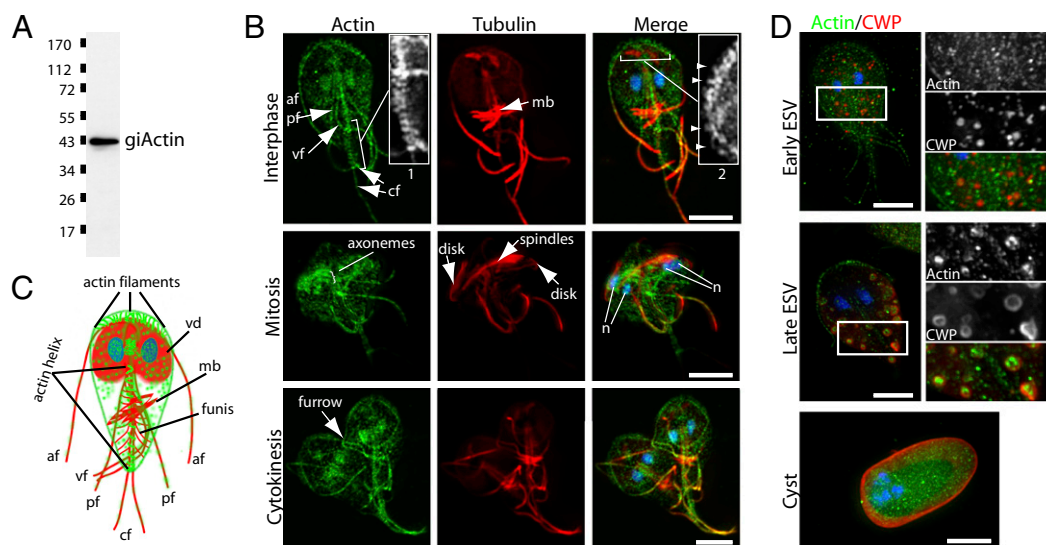 A
170
112
72
55
43
34
26
17
giActin
B
Actin
Tubulin
Merge
Interphase
af
pf
vf
cf
1
mb
2
Mitosis
axonemes
disk
spindles
disk
n
n
Cytokinesis
furrow
C
actin filaments
vd
mb
actin helix
funis
af
vf
pf
cf
pf
af
D
Actin/CWP
Early ESV
Actin
CWP
Late ESV
Actin
CWP
Cyst